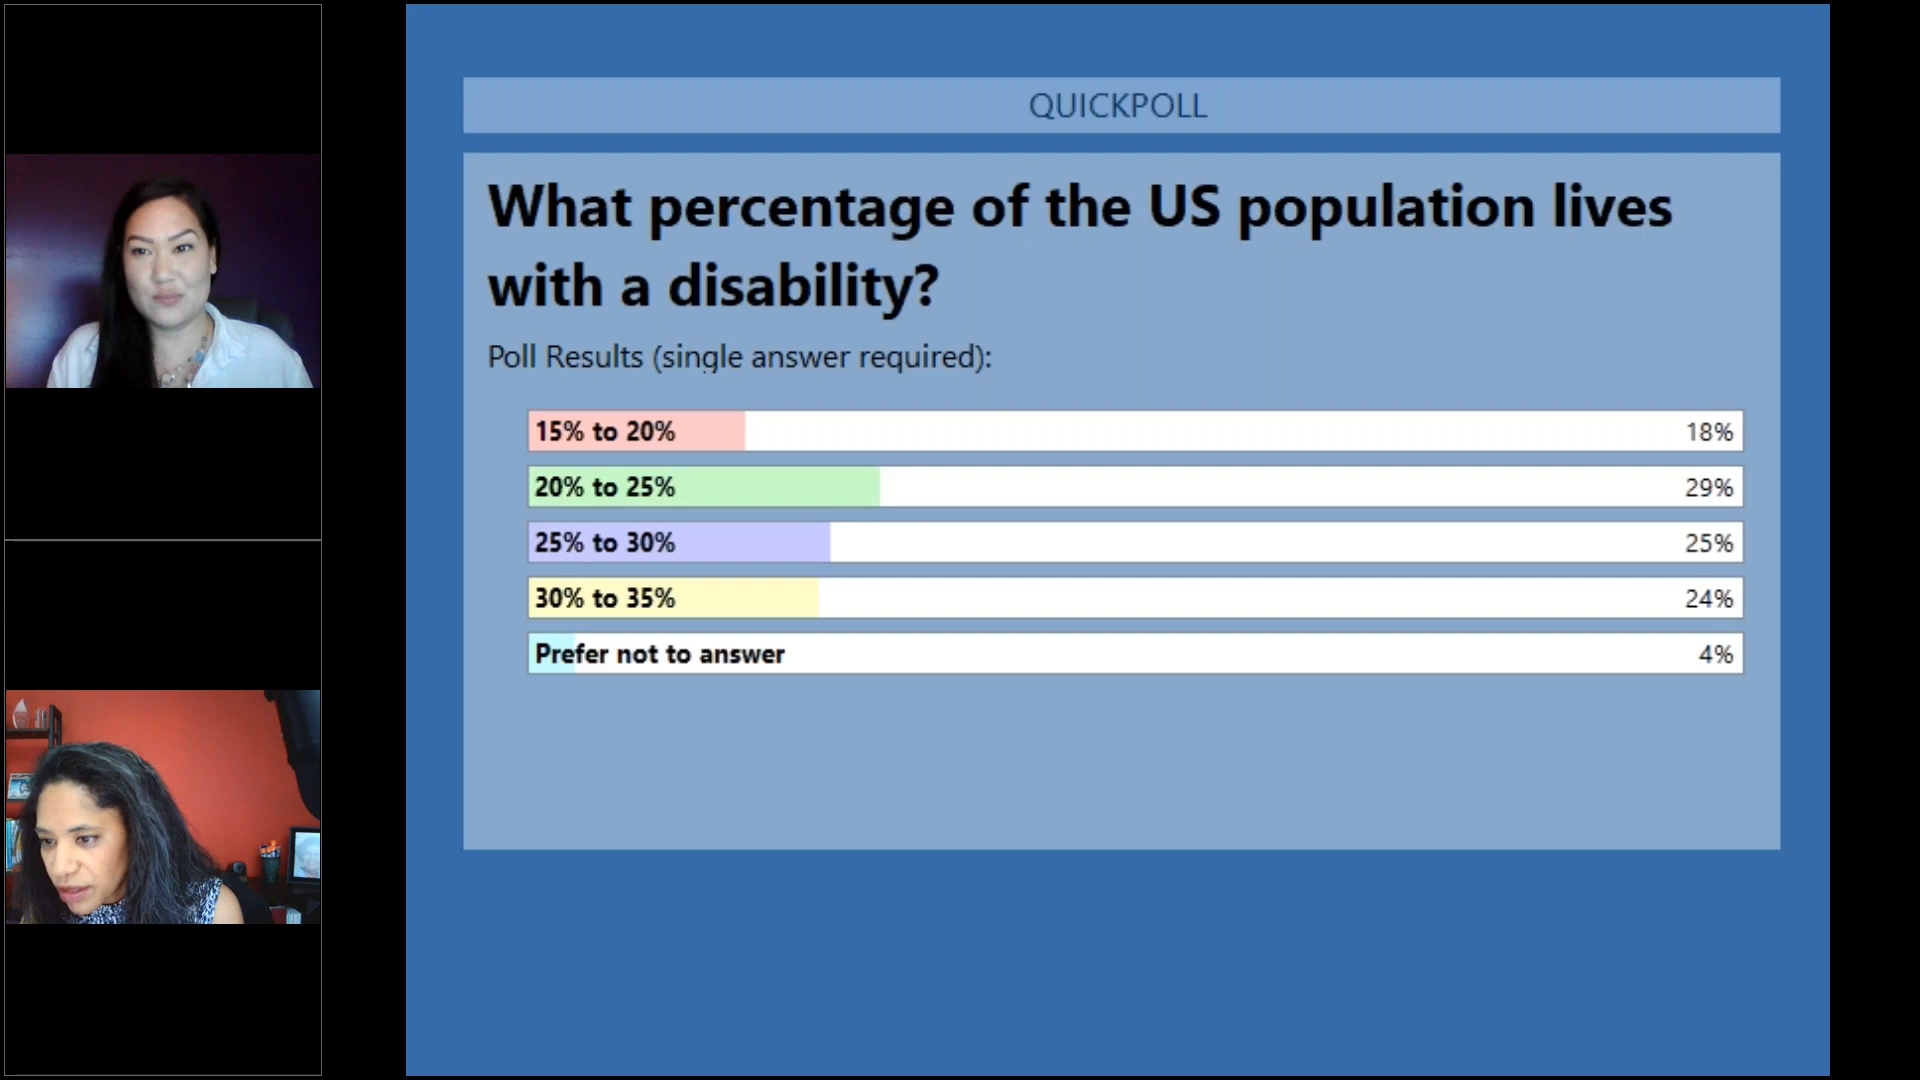 QUICKPOLL
What percentage of the US population lives
with a disability?
Poll Results (single answer required):
15% to 20% 18%
20% to 25% 29%
25% to 30% 25%
30% to 35% 24%
Prefer not to answer 4%